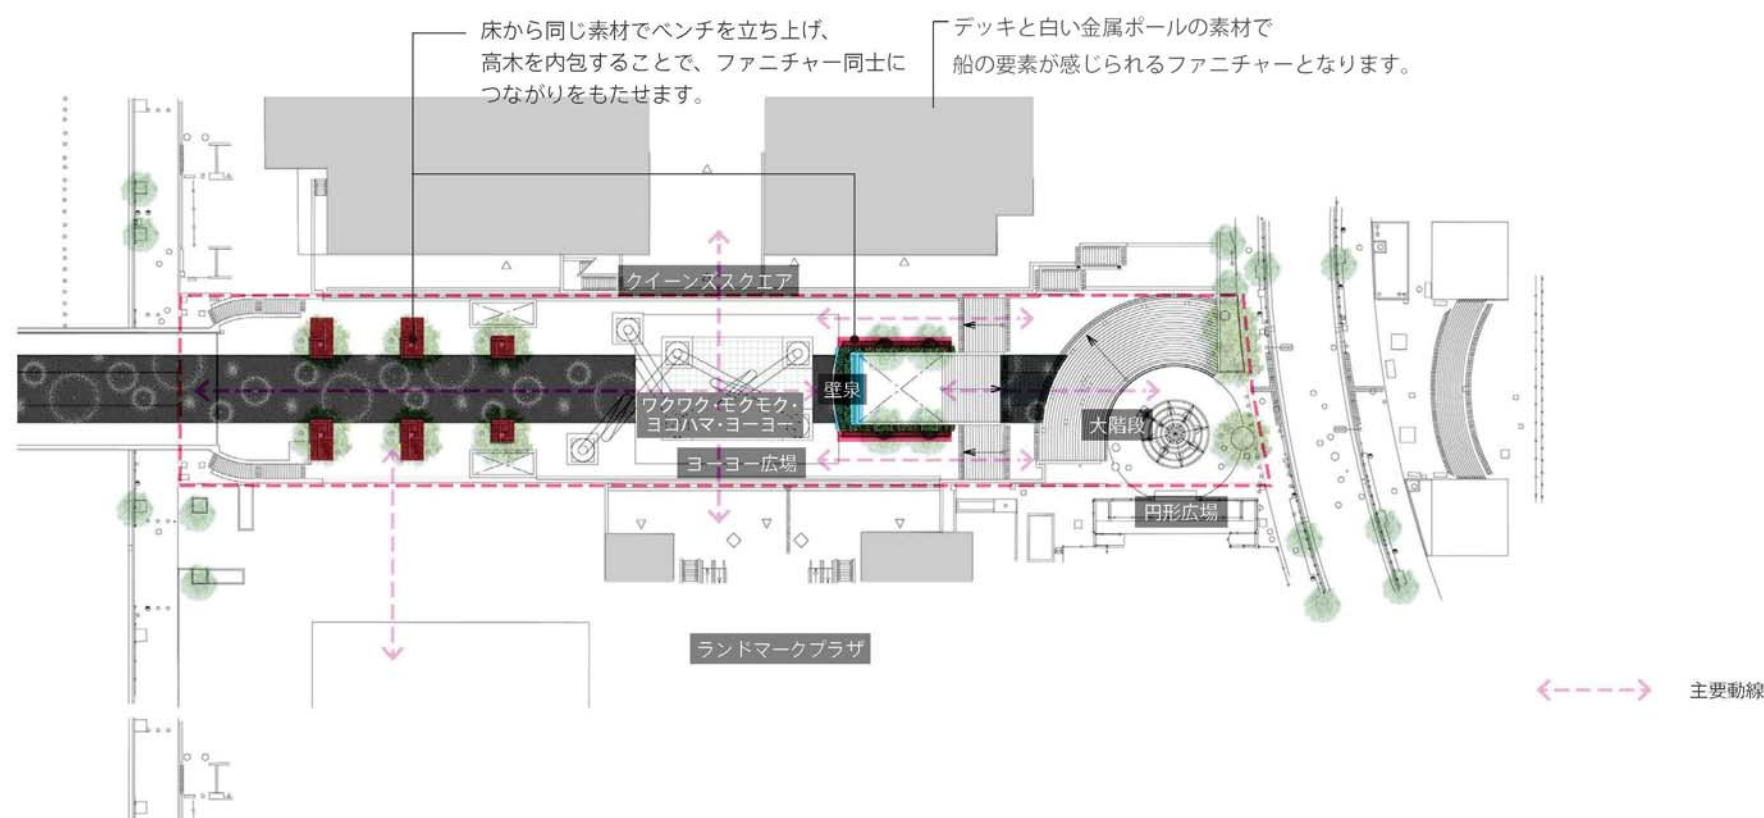 床から同じ素材でベンチを立ち上げ、
高木を内包することで、ファニチャー同士に
つながりをもたせます。
デッキと白い金属ポールの素材で
船の要素が感じられるファニチャーとなります。
クイーンズスクエア
壁泉
ワクワク・モクモク・
ヨコハマ・ヨーヨー
大階段
ヨーヨー広場
円形広場
ランドマークプラザ
主要動線